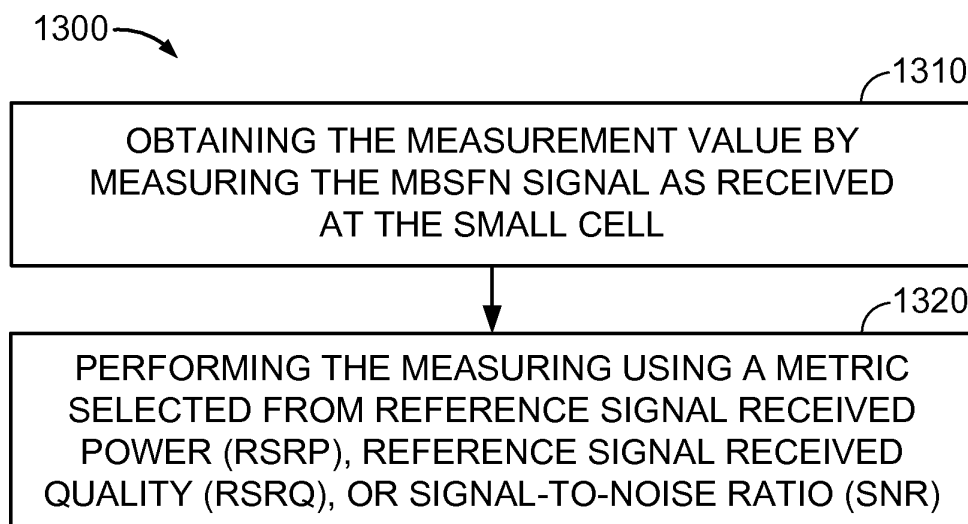 1300
1310
OBTAINING THE MEASUREMENT VALUE BY
MEASURING THE MBSFN SIGNAL AS RECEIVED
AT THE SMALL CELL
1320
PERFORMING THE MEASURING USING A METRIC
SELECTED FROM REFERENCE SIGNAL RECEIVED
POWER (RSRP), REFERENCE SIGNAL RECEIVED
QUALITY (RSRQ), OR SIGNAL-TO-NOISE RATIO (SNR)